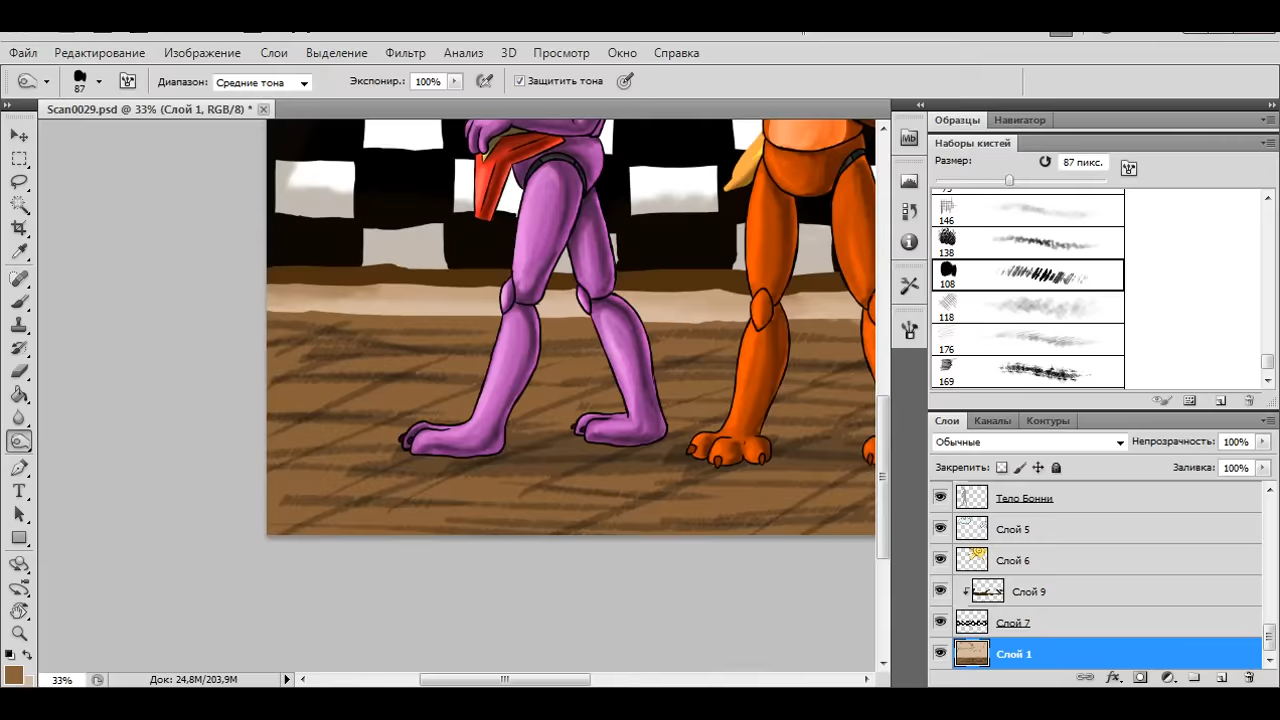 Файл Редактирование Изображение Слои Выделение Фильтр Анализ 3D Просмотр Окно Справка
87 Диапазон: Средние тона Экспонир.: 100% Защитить тона
Scan0029.psd @ 33% (Слой 1, RGB/8) *
Образцы Навигатор
Наборы кистей
Размер: 87 пикс.
146
138
108
118
176
169
Mb
Слои Каналы Контуры
Обычные Непрозрачность: 100%
Закрепить: Заливка: 100%
Тело Бонни
Слой 5
Слой 6
Слой 9
Слой 7
Слой 1
33% Док: 24,8M/203,9M